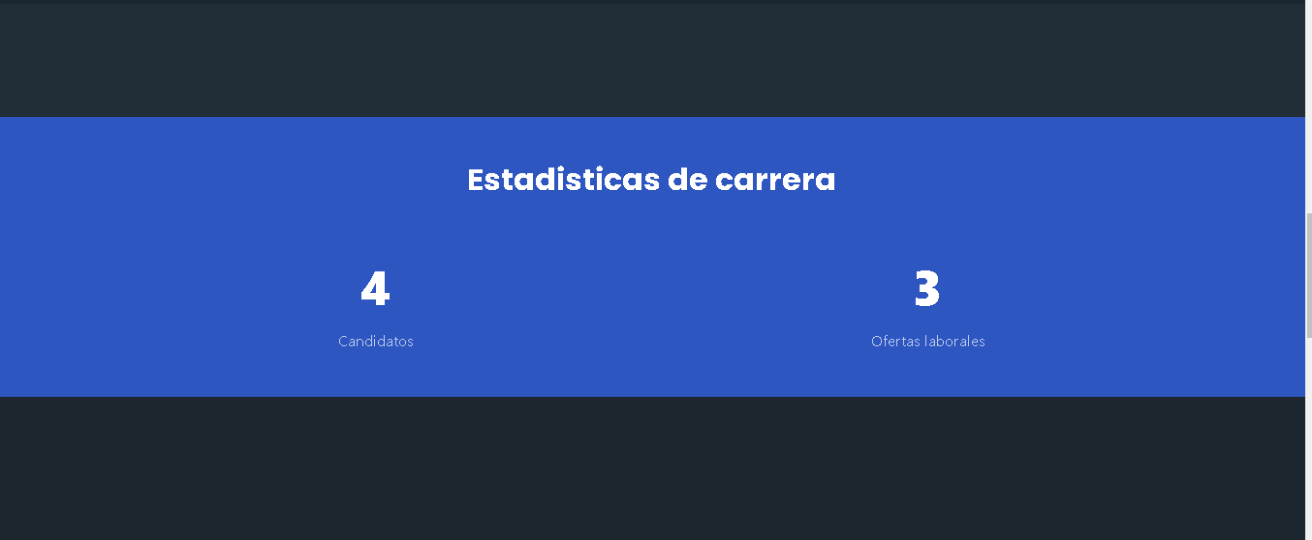 Estadisticas de carrera
4
3
Candidatos
Ofertas laborales